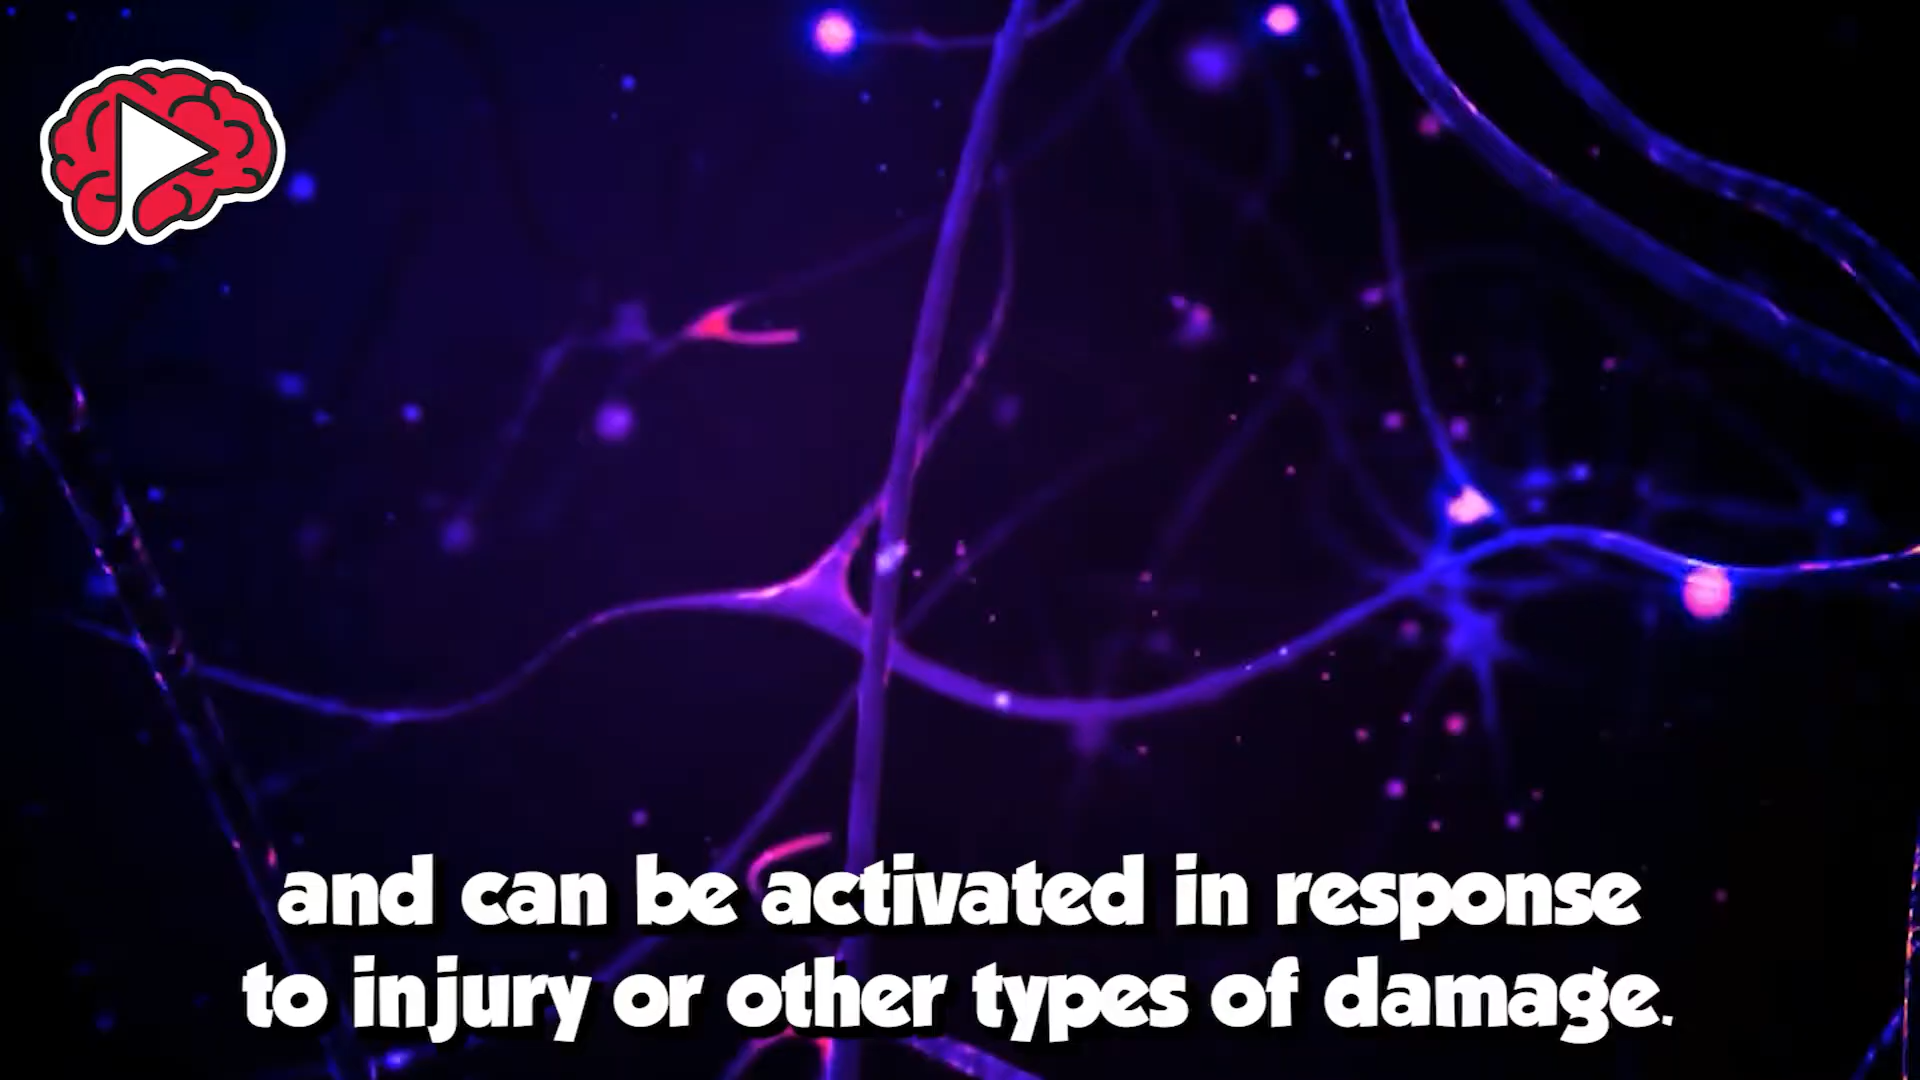 and can be activated in response
to injury or other types of damage.